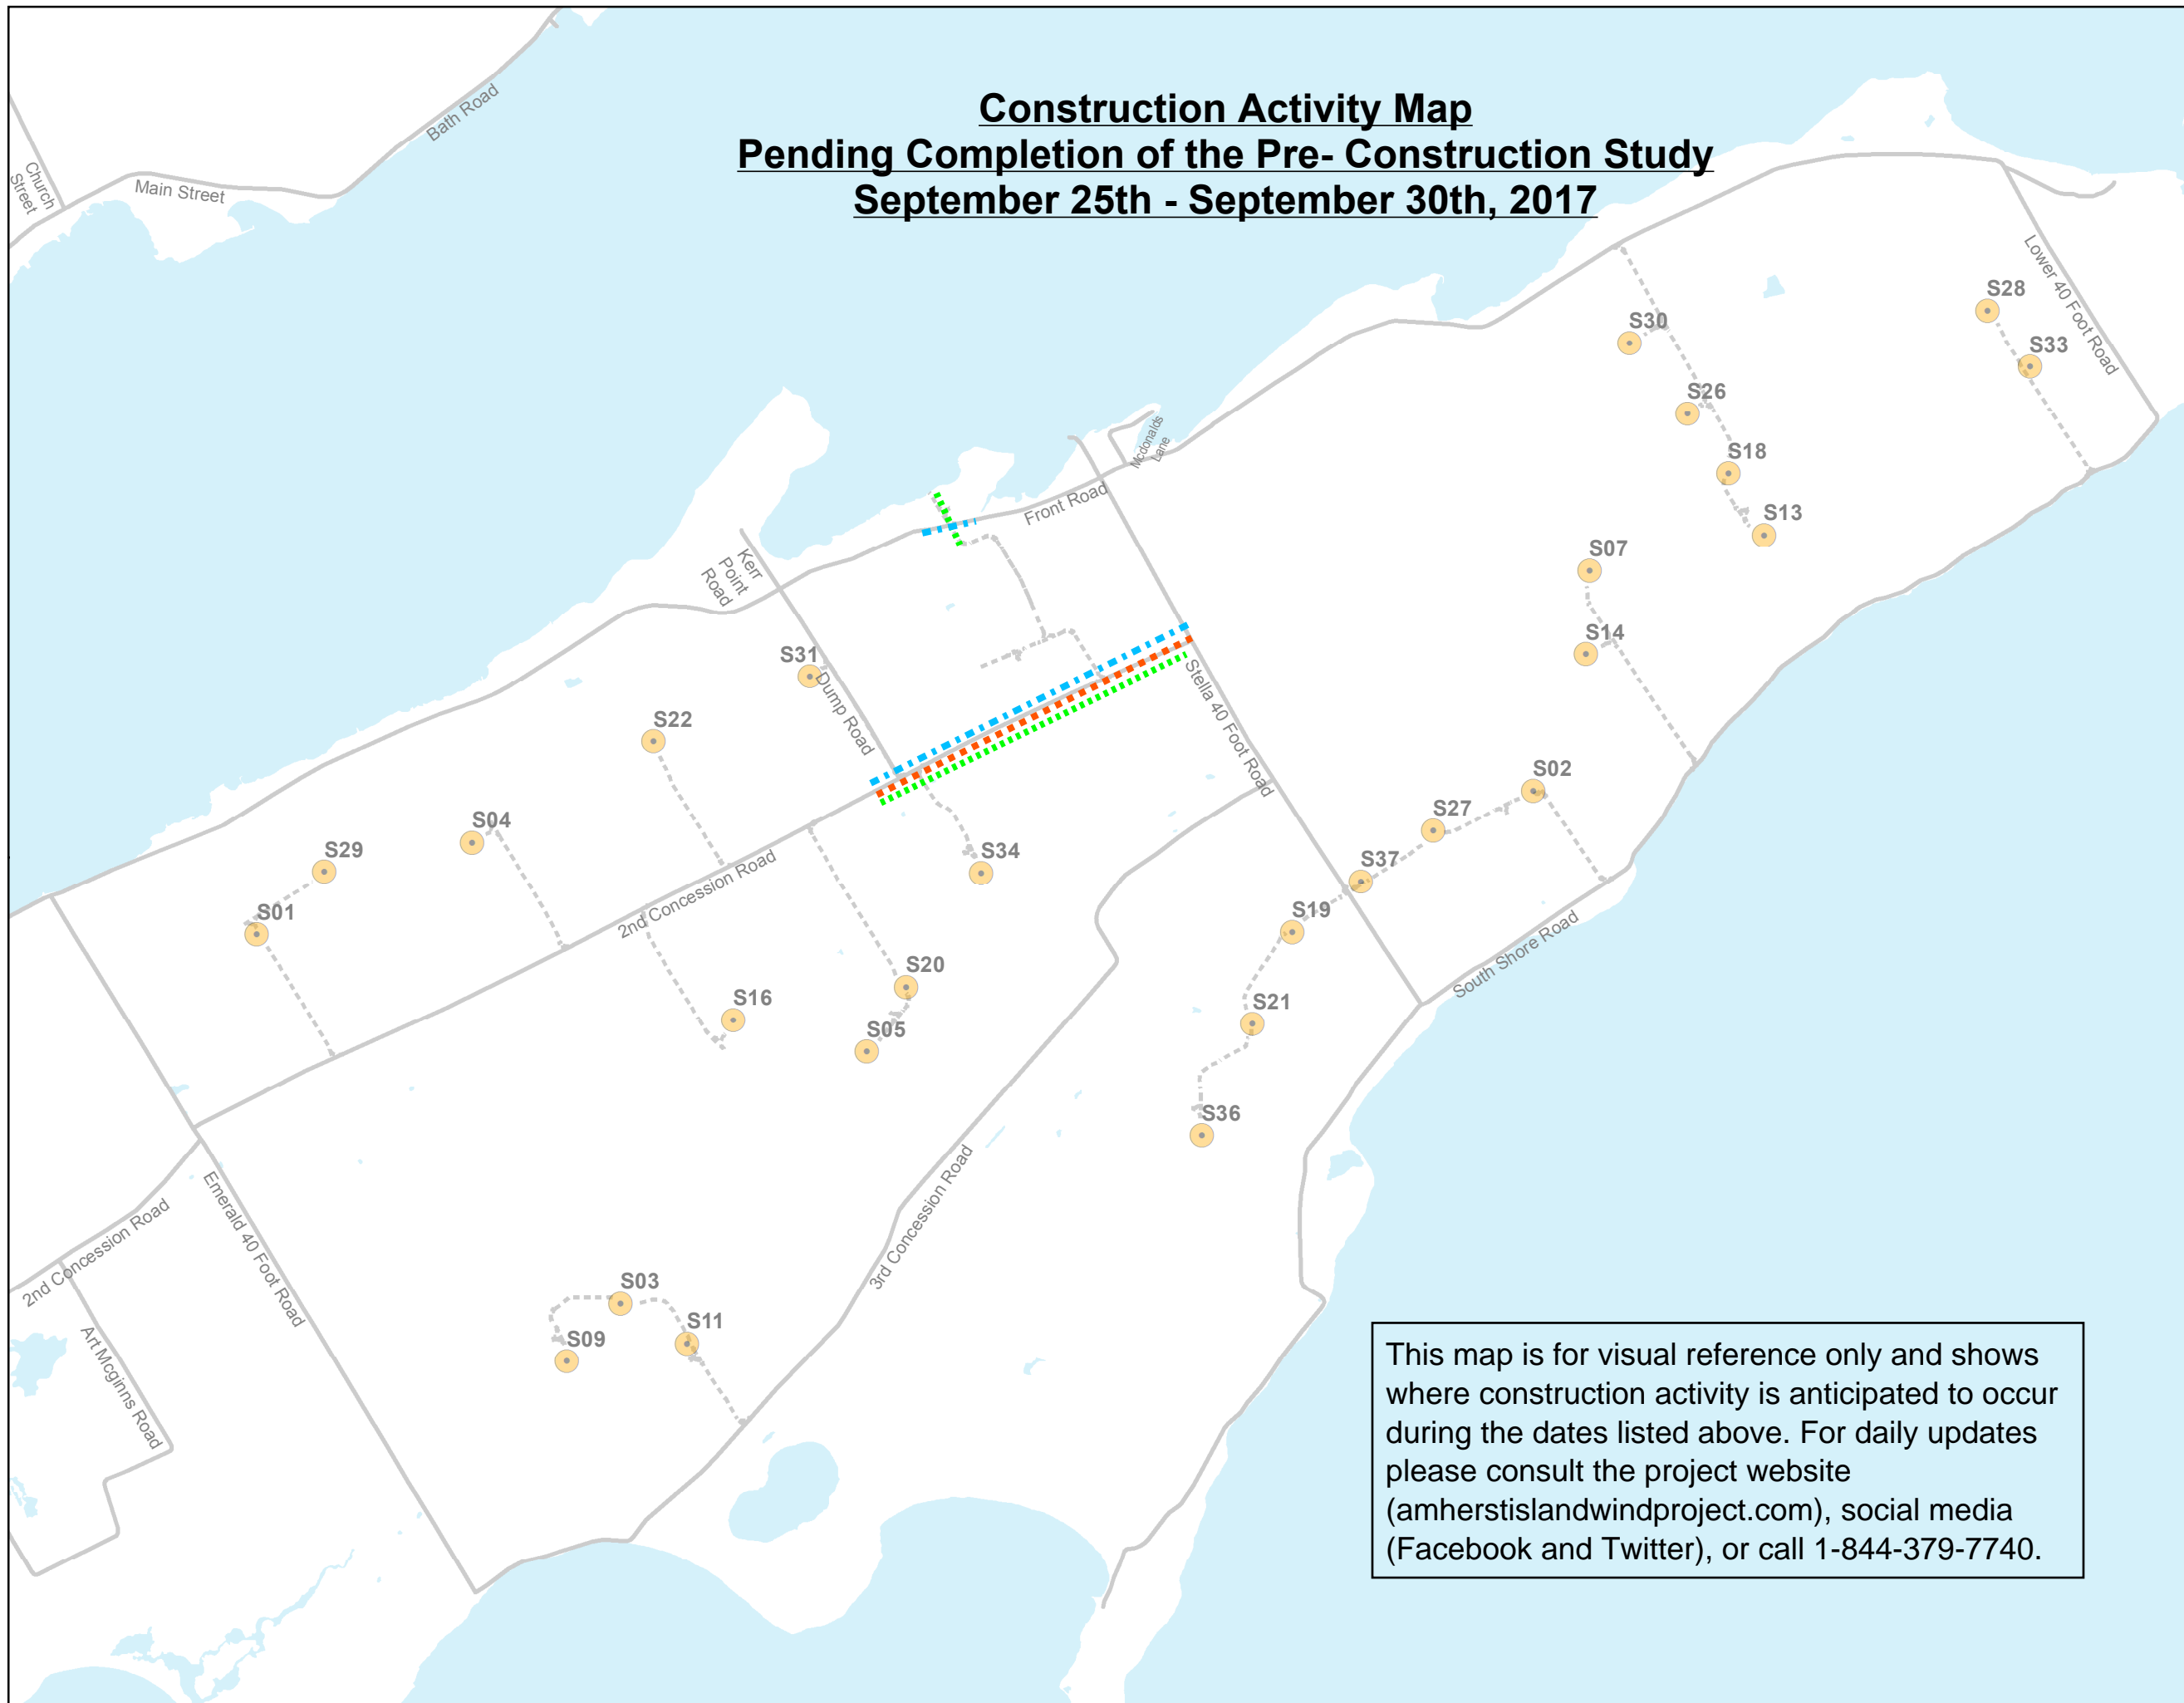 Construction Activity Map
Pending Completion of the Pre- Construction Study
September 25th - September 30th, 2017
Bath Road
Church
Street
Main Street
Lower 40 Foot Road
S28
S30
S33
S26
Mcdonalds
Lane
S18
Front Road
S13
S07
Kerr
Point
Road
S14
S31
Dump Road
Stella 40 Foot Road
S22
S02
S04
S27
S29
S34
2nd Concession Road
S37
S01
S19
South Shore Road
S20
S16
S21
S05
S36
3rd Concession Road
Emerald 40 Foot Road
2nd Concession Road
S03
S11
S09
Art Mcginns Road
This map is for visual reference only and shows
where construction activity is anticipated to occur
during the dates listed above. For daily updates
please consult the project website
(amherstislandwindproject.com), social media
(Facebook and Twitter), or call 1-844-379-7740.